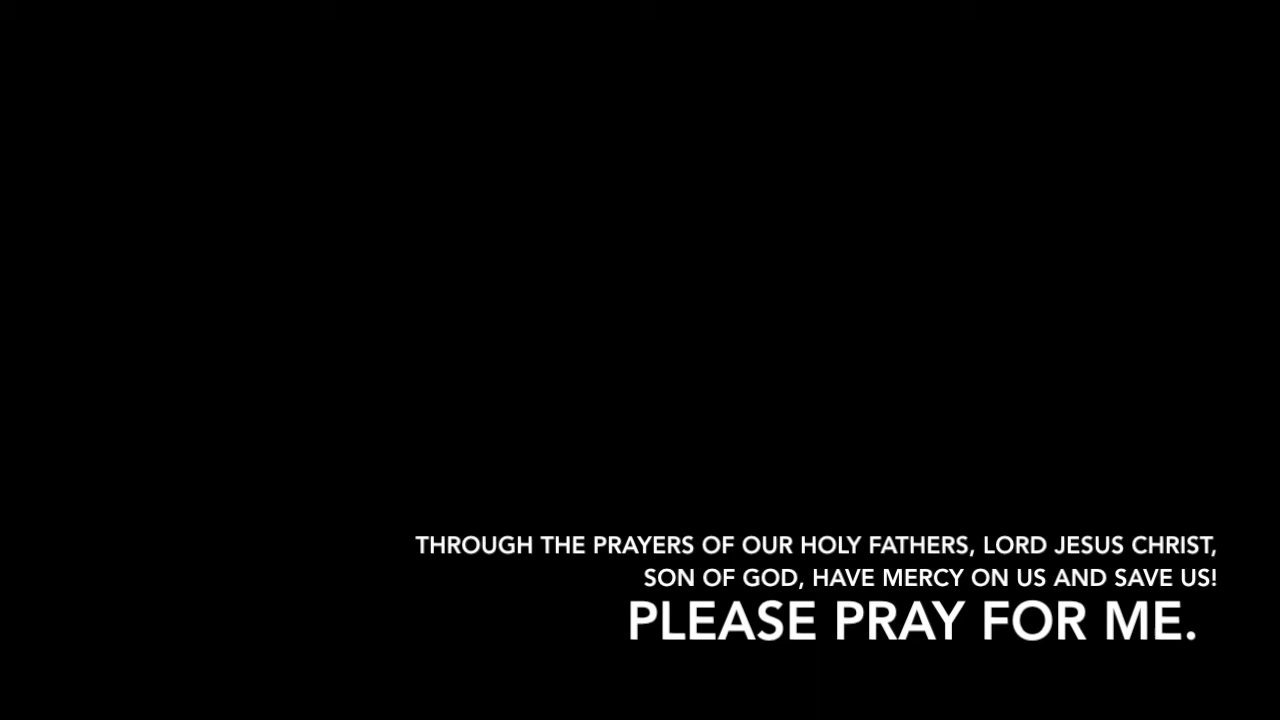 THROUGH THE PRAYERS OF OUR HOLY FATHERS, LORD JESUS CHRIST,
SON OF GOD, HAVE MERCY ON US AND SAVE US!
PLEASE PRAY FOR ME.